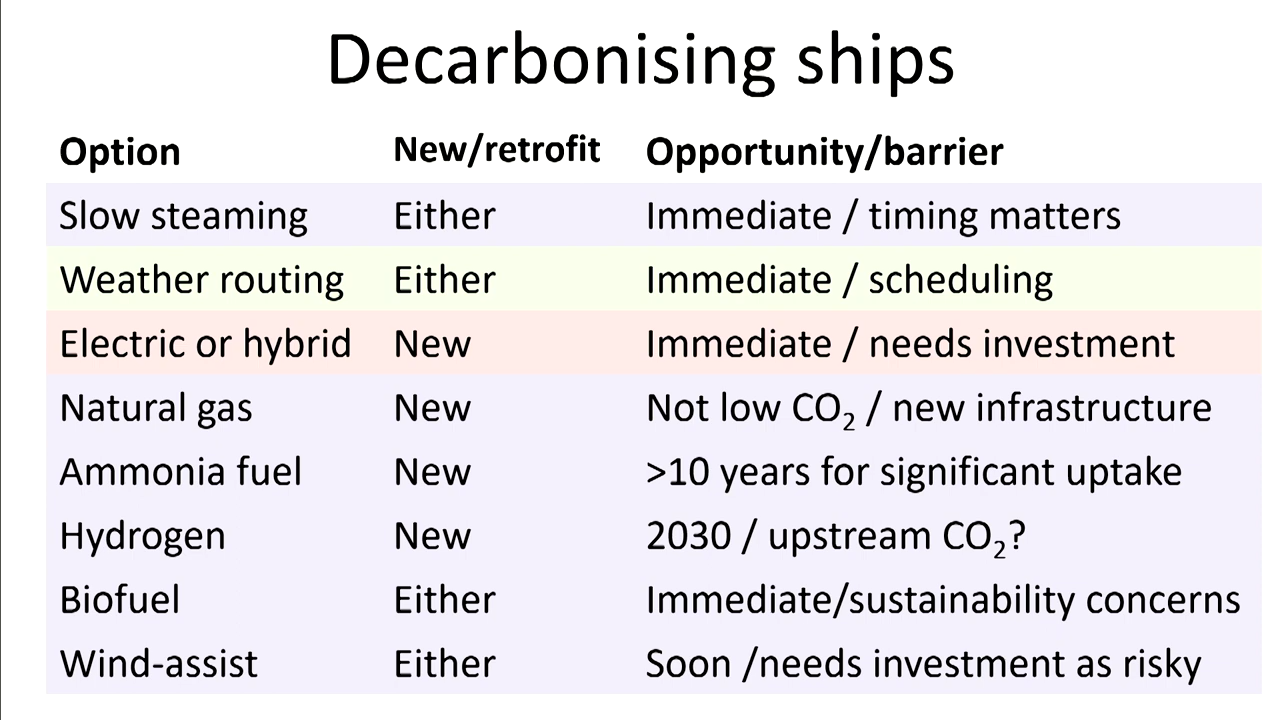 Decarbonising ships
Option New/retrofit Opportunity/barrier
Slow steaming Either Immediate / timing matters
Weather routing Either Immediate / scheduling
Electric or hybrid New Immediate / needs investment
Natural gas New Not low CO₂ / new infrastructure
Ammonia fuel New >10 years for significant uptake
Hydrogen New 2030 / upstream CO₂?
Biofuel Either Immediate/sustainability concerns
Wind-assist Either Soon /needs investment as risky